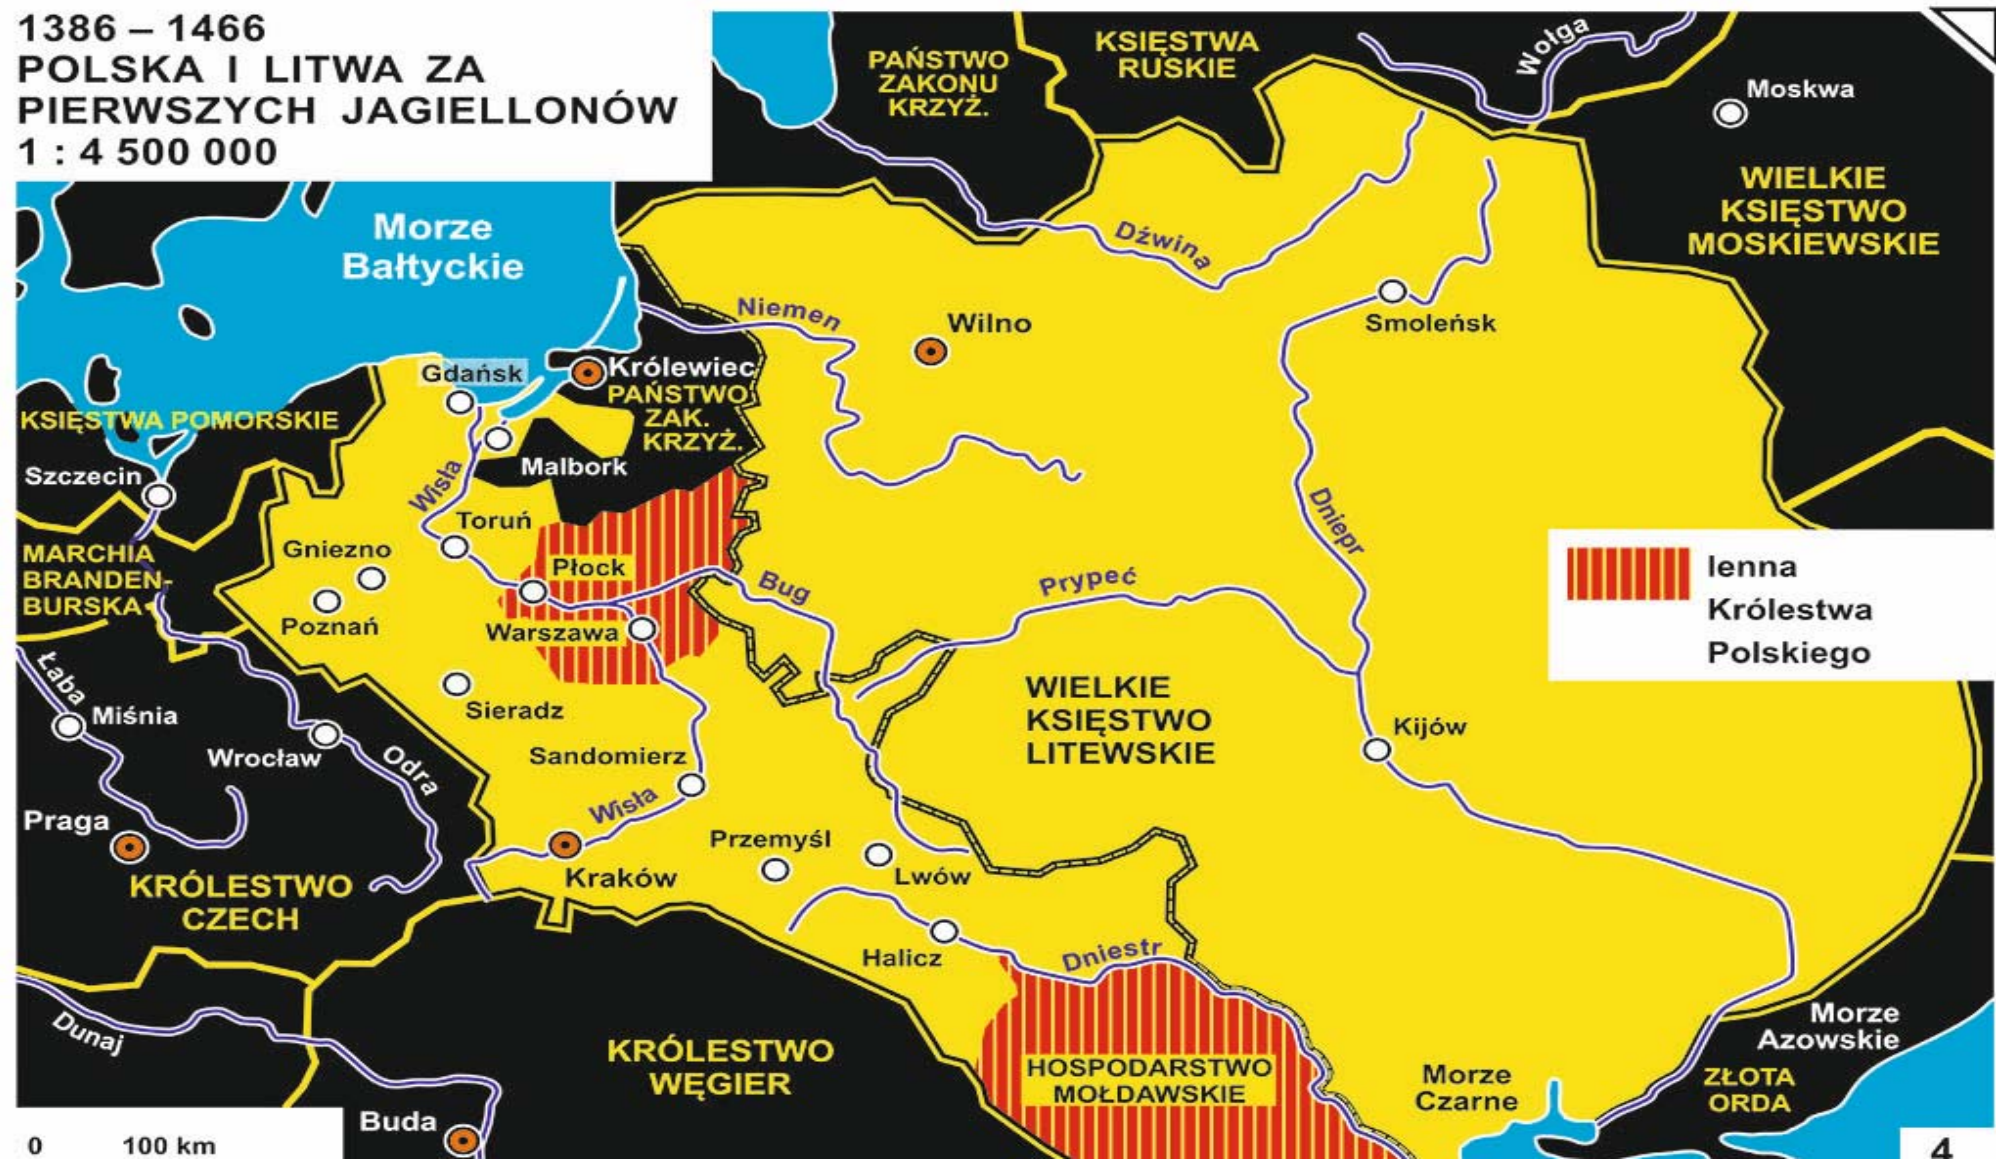 1386 – 1466
POLSKA I LITWA ZA
PIERWSZYCH JAGIELLONÓW
1 : 4 500 000
PAŃSTWO
ZAKONU
KRZYŻ.
KSIĘSTWA
RUSKIE
Wołga
Moskwa
WIELKIE
KSIĘSTWO
MOSKIEWSKIE
Morze
Bałtyckie
Dźwina
Niemen
Wilno
Smoleńsk
Gdańsk
Królewiec
PAŃSTWO
ZAK.
KRZYŻ.
KSIĘSTWA POMORSKIE
Szczecin
Malbork
Wisła
Toruń
Dniepr
MARCHIA
BRANDEN-
BURSKA
Gniezno
Płock
Bug
Prypeć
lenna
Królestwa
Polskiego
Poznań
Warszawa
Łaba
Miśnia
Sieradz
WIELKIE
KSIĘSTWO
LITEWSKIE
Kijów
Wrocław
Odra
Sandomierz
Praga
Wisła
Przemyśl
Kraków
Lwów
KRÓLESTWO
CZECH
Halicz
Dniestr
Dunaj
KRÓLESTWO
WĘGIER
HOSPODARSTWO
MOŁDAWSKIE
Morze
Azowskie
Morze
Czarne
ZŁOTA
ORDA
Buda
0 100 km
4